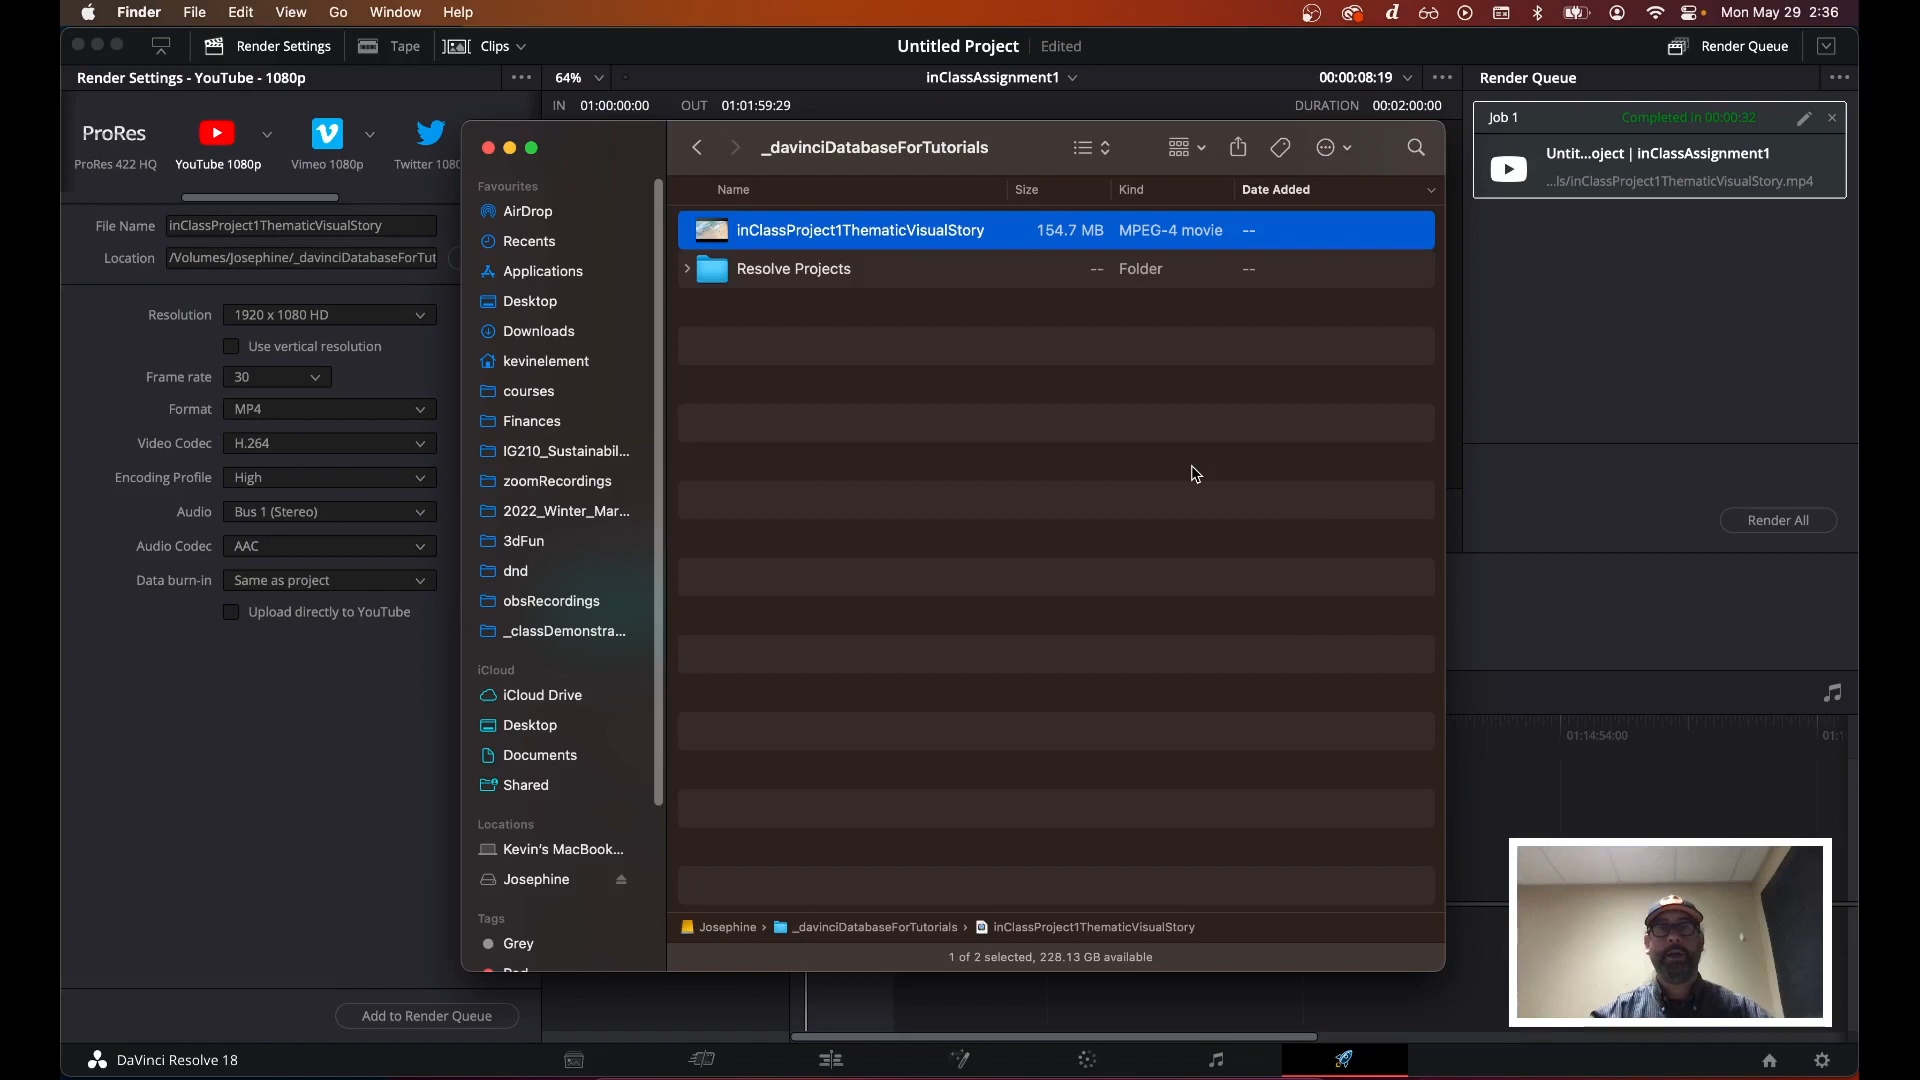 Finder File Edit View Go Window Help
Mon May 29 2:36
Render Settings Tape Clips
Untitled Project Edited
Render Queue
Render Settings - YouTube - 1080p
64%
inClassAssignment1
00:00:08:19
Render Queue
IN 01:00:00:00 OUT 01:01:59:29
DURATION 00:02:00:00
ProRes
ProRes 422 HQ
YouTube 1080p
Vimeo 1080p
Twitter 108
File Name inClassProject1ThematicVisualStory
Location /Volumes/Josephine/_davinciDatabaseForTut
Resolution 1920 x 1080 HD
Use vertical resolution
Frame rate 30
Format MP4
Video Codec H.264
Encoding Profile High
Audio Bus 1 (Stereo)
Audio Codec AAC
Data burn-in Same as project
Upload directly to YouTube
Add to Render Queue
Favourites
AirDrop
Recents
Applications
Desktop
Downloads
kevinelement
courses
Finances
IG210_Sustainabil...
zoomRecordings
2022_Winter_Mar...
3dFun
dnd
obsRecordings
_classDemonstra...
iCloud
iCloud Drive
Desktop
Documents
Shared
Locations
Kevin's MacBook...
Josephine
Tags
Grey
_davinciDatabaseForTutorials
Name Size Kind Date Added
inClassProject1ThematicVisualStory 154.7 MB MPEG-4 movie --
Resolve Projects -- Folder --
Josephine › _davinciDatabaseForTutorials › inClassProject1ThematicVisualStory
1 of 2 selected, 228.13 GB available
Job 1 Completed in 00:00:32
Untit...oject | inClassAssignment1
...ls/inClassProject1ThematicVisualStory.mp4
Render All
01:14:54:00
DaVinci Resolve 18